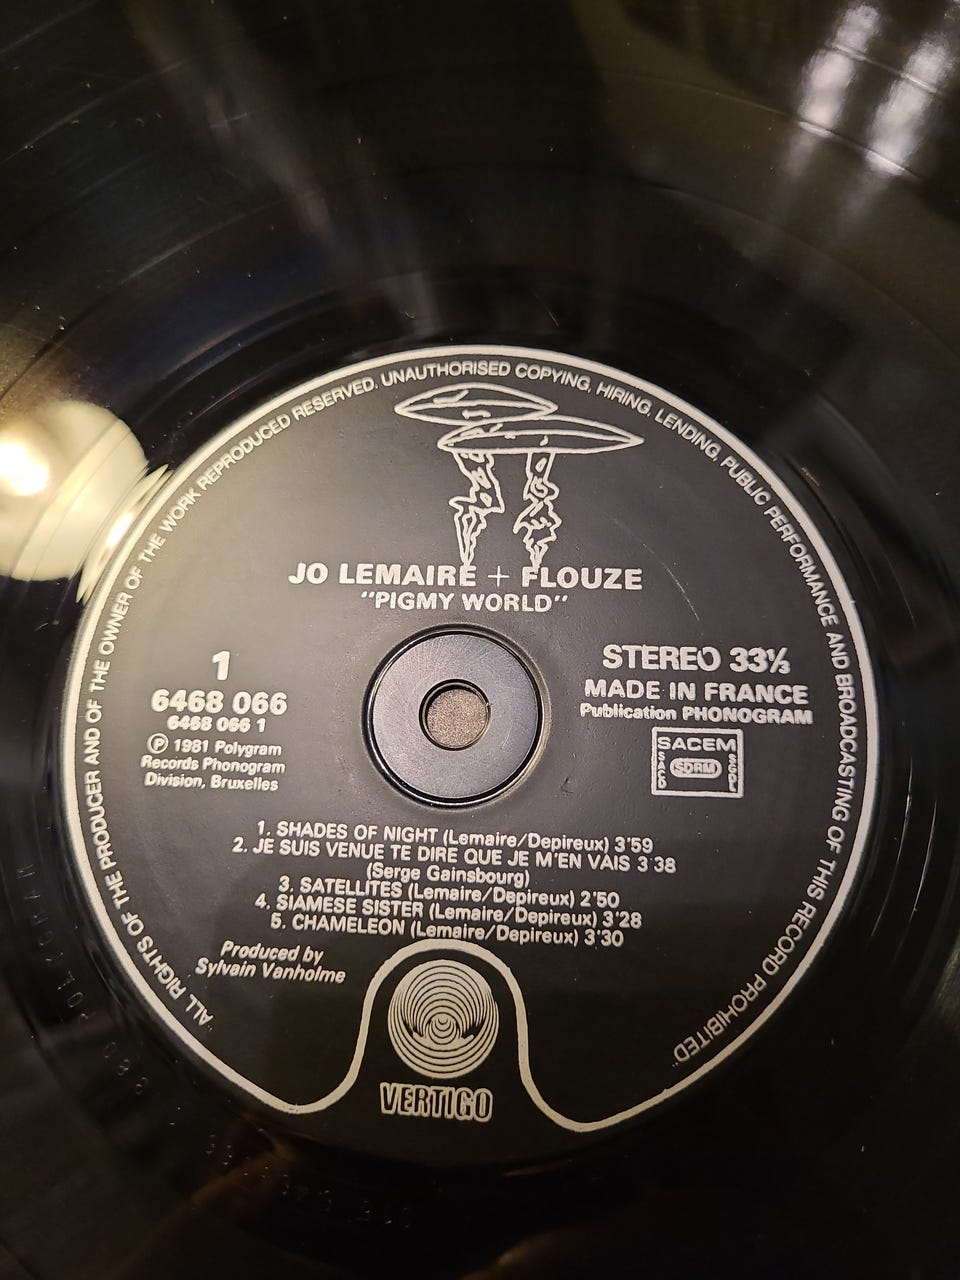 "ALL RIGHTS OF THE PRODUCER AND OF THE OWNER OF THE WORK REPRODUCED RESERVED. UNAUTHORISED COPYING, HIRING, LENDING, PUBLIC PERFORMANCE AND BROADCASTING OF THIS RECORD PROHIBITED"
JO LEMAIRE + FLOUZE
"PIGMY WORLD"
1
6468 066
6468 066 1
Ⓟ 1981 Polygram
Records Phonogram
Division, Bruxelles
STEREO 33⅓
MADE IN FRANCE
Publication PHONOGRAM
SACEM
SACD SDRM SGDL
1. SHADES OF NIGHT (Lemaire/Depireux) 3'59
2. JE SUIS VENUE TE DIRE QUE JE M'EN VAIS 3'38
(Serge Gainsbourg)
3. SATELLITES (Lemaire/Depireux) 2'50
4. SIAMESE SISTER (Lemaire/Depireux) 3'28
5. CHAMELEON (Lemaire/Depireux) 3'30
Produced by
Sylvain Vanholme
VERTIGO